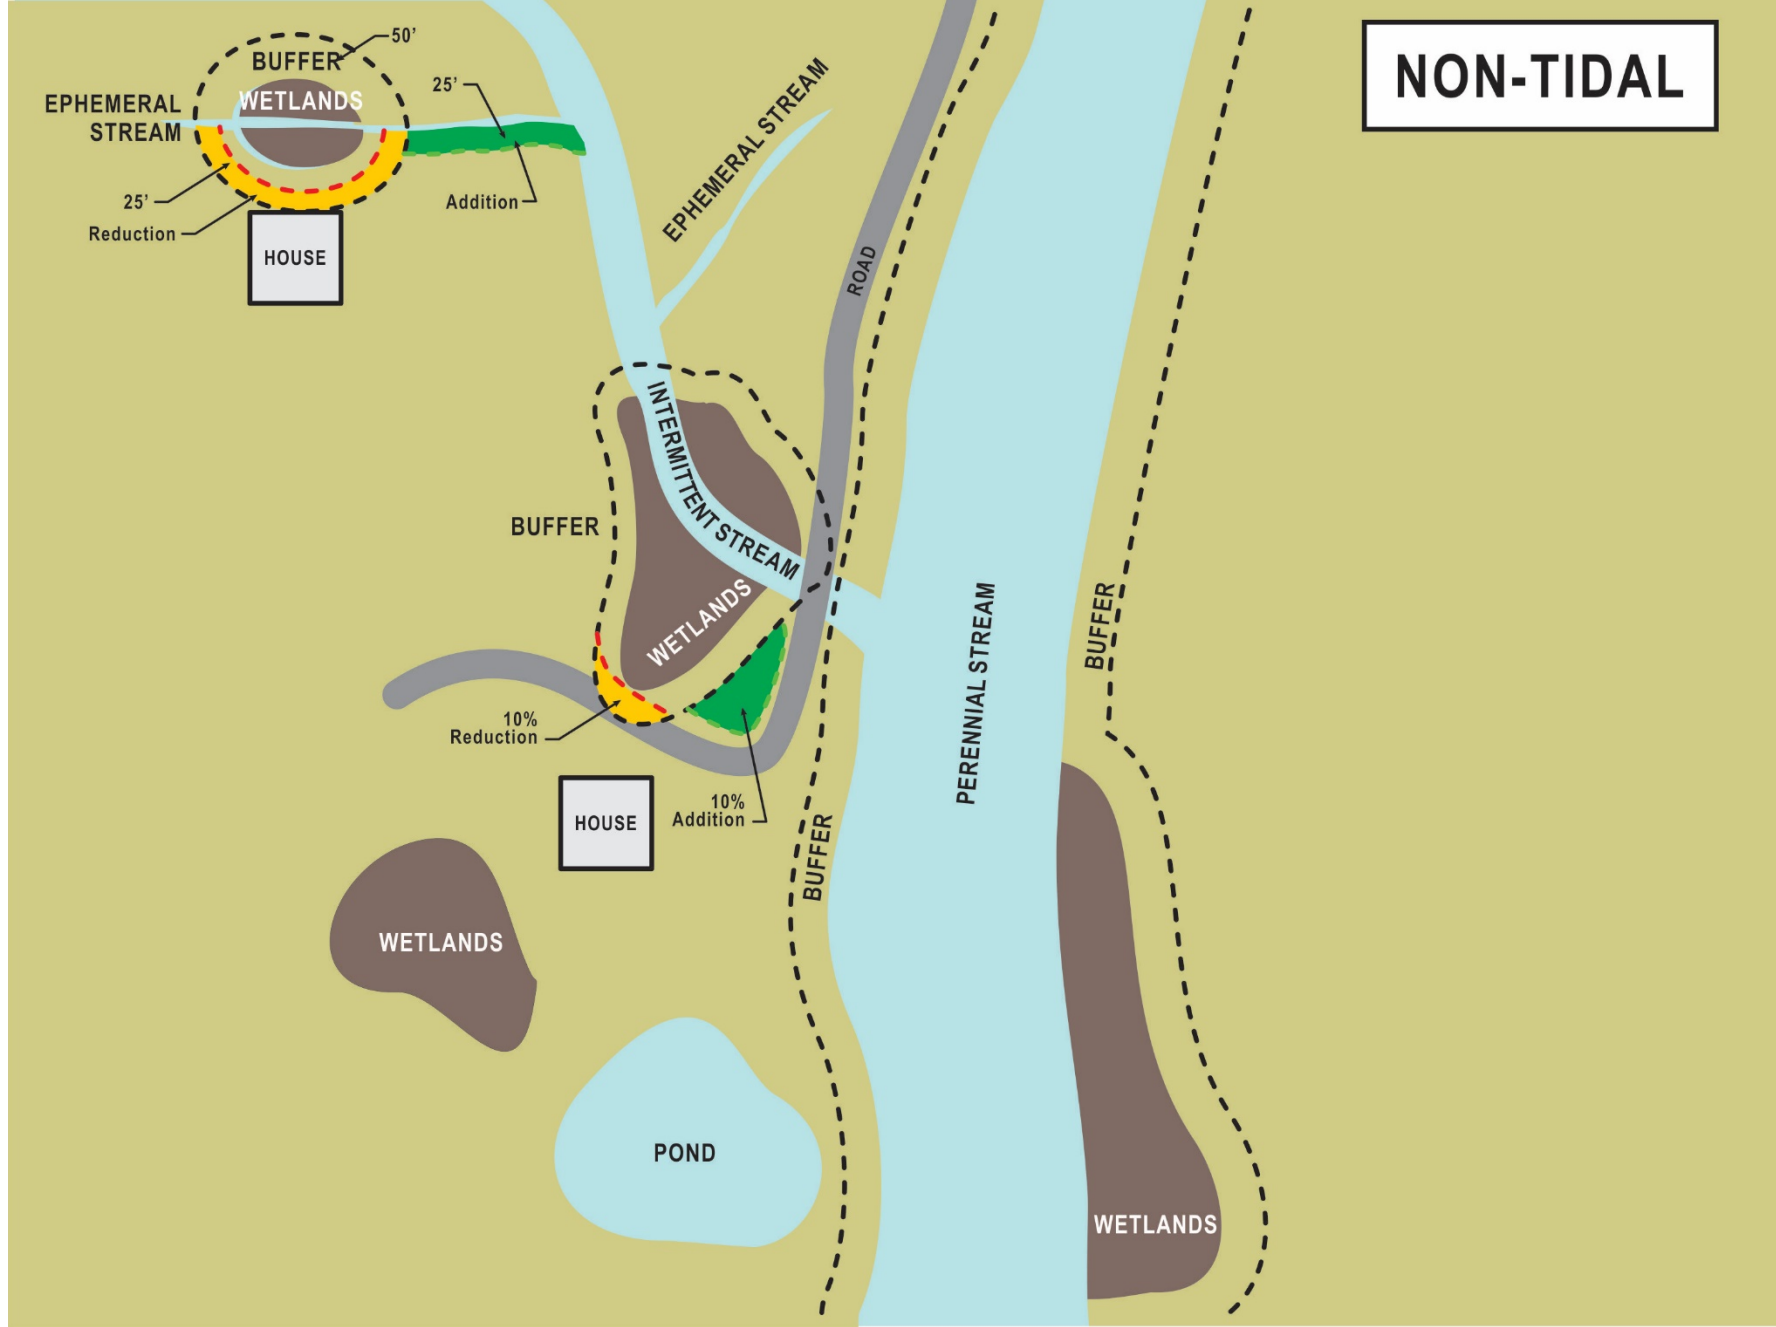 NON-TIDAL
50'
BUFFER
WETLANDS
25'
EPHEMERAL
STREAM
25'
Reduction
Addition
HOUSE
EPHEMERAL STREAM
ROAD
INTERMITTENT STREAM
BUFFER
WETLANDS
10%
Reduction
10%
Addition
HOUSE
BUFFER
PERENNIAL STREAM
BUFFER
WETLANDS
POND
WETLANDS